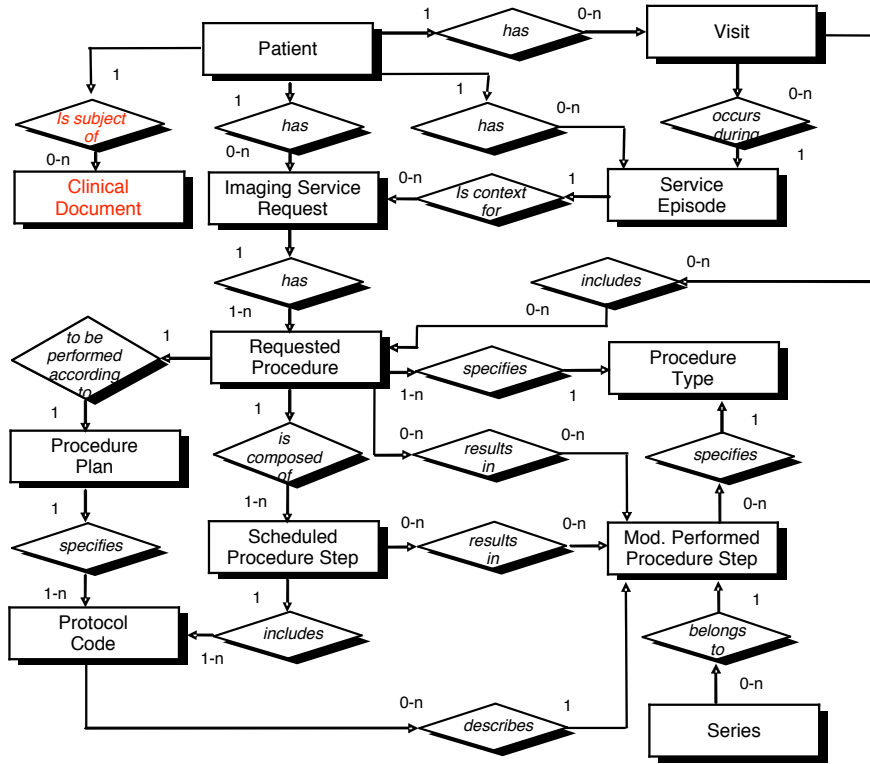 1
0-n
has
Visit
Patient
1
1
1
0-n
0-n
Is subject
of
has
has
occurs
during
0-n
0-n
1
Clinical
Document
Imaging Service
Request
0-n
Is context
for
1
Service
Episode
1
has
includes
0-n
1-n
0-n
to be
performed
according
to
1
Requested
Procedure
specifies
Procedure
Type
1-n
1
1
1
1
Procedure
Plan
is
composed
of
0-n
results
in
0-n
specifies
1
1-n
0-n
specifies
Scheduled
Procedure Step
0-n
results
in
0-n
Mod. Performed
Procedure Step
1-n
1
1
Protocol
Code
includes
belongs
to
1-n
0-n
0-n
1
describes
Series